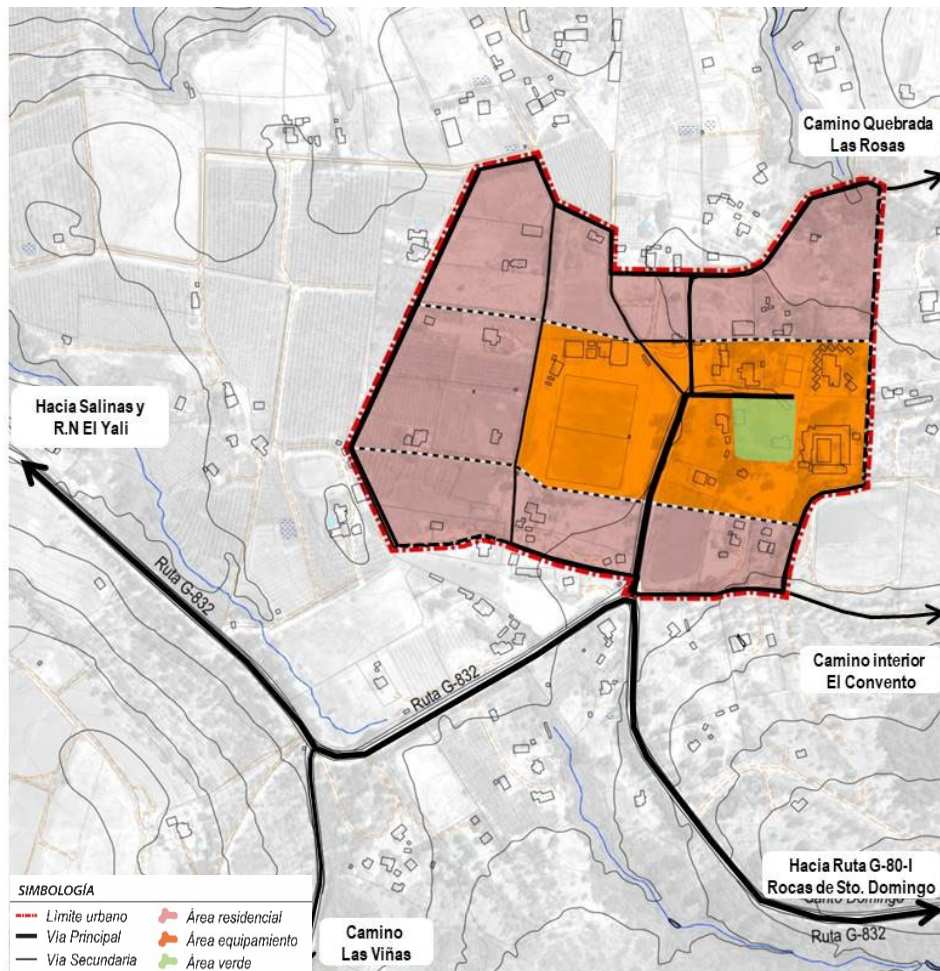 Camino Quebrada
Las Rosas
Hacia Salinas y
R.N El Yali
Ruta G-832
Ruta G-832
Camino interior
El Convento
Hacia Ruta G-80-I
Rocas de Sto. Domingo
Santo Domingo
Ruta G-832
Camino
Las Viñas
SIMBOLOGÍA
Límite urbano
Vía Principal
Vía Secundaria
Área residencial
Área equipamiento
Área verde